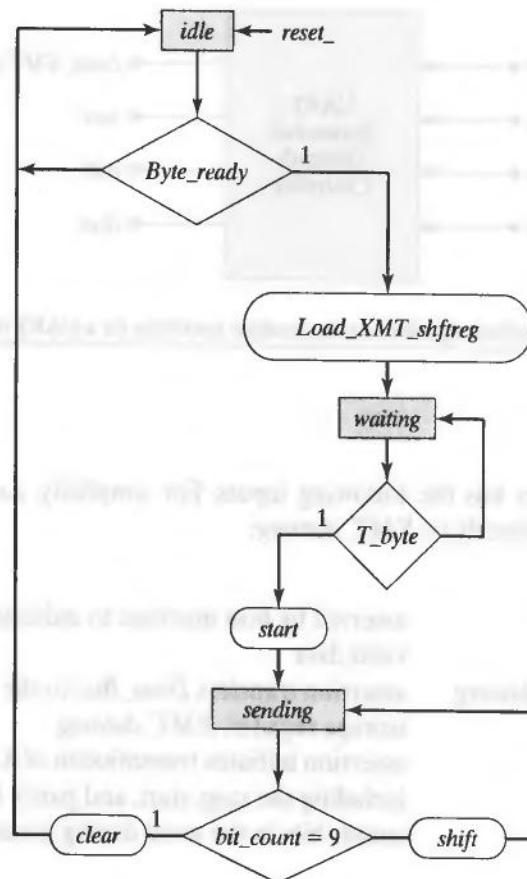 idle
reset_
Byte_ready
1
Load_XMT_shftreg
waiting
1
T_byte
start
sending
clear
1
bit_count = 9
shift